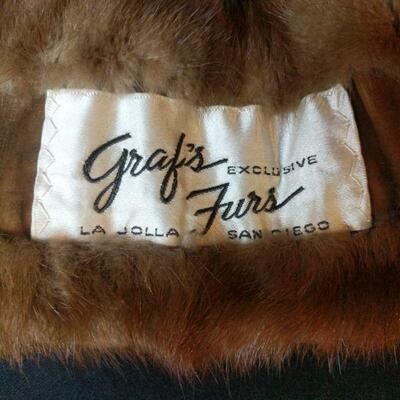 Graf's
EXCLUSIVE
Furs
LA JOLLA SAN DIEGO